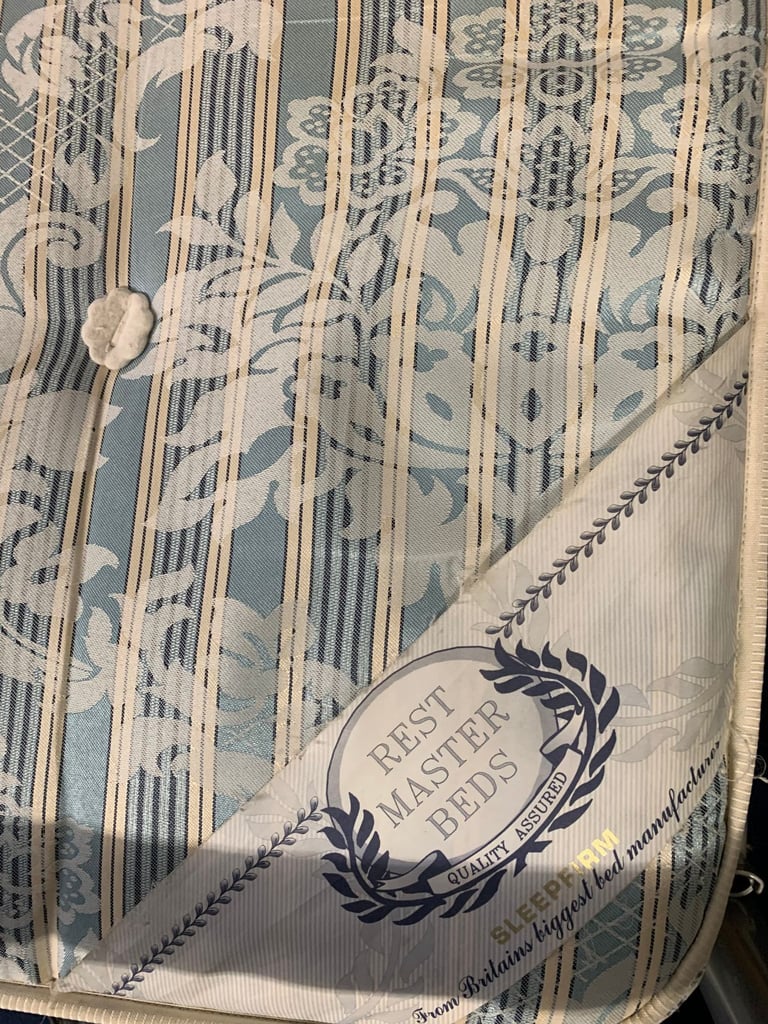 REST
MASTER
BEDS
QUALITY ASSURED
SLEEPFIRM
From Britains biggest bed manufacturer